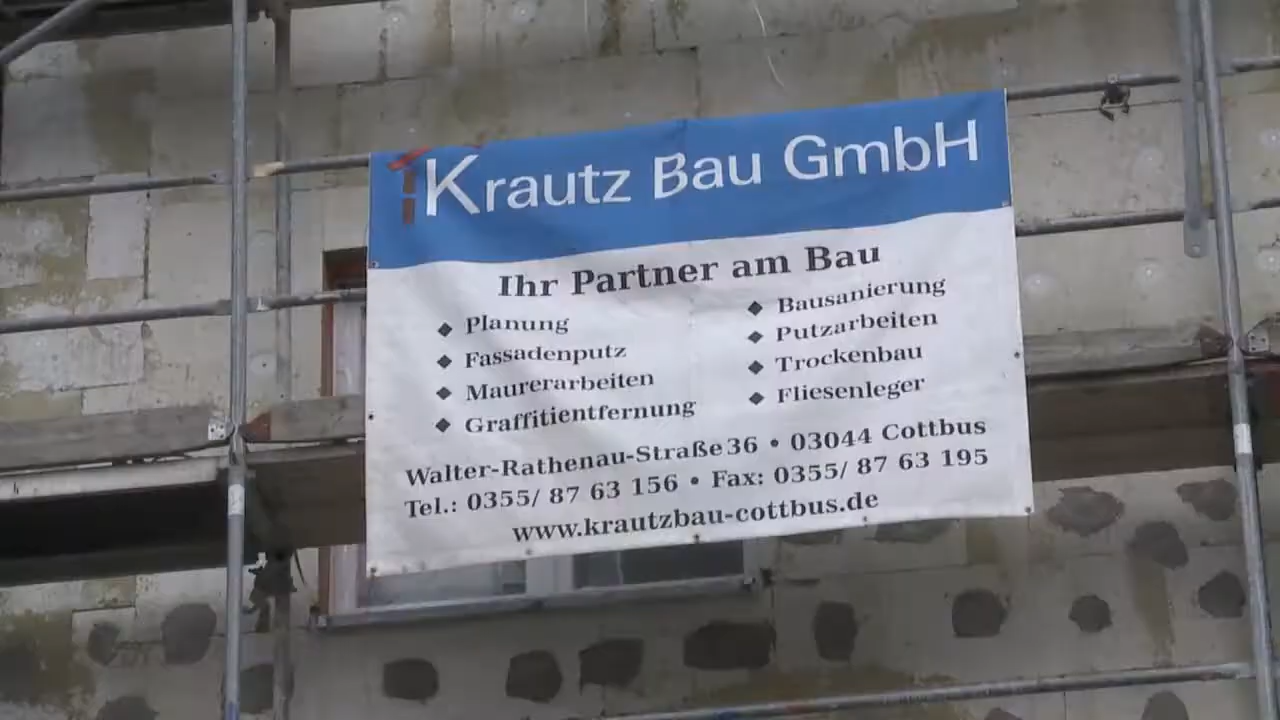 Krautz Bau GmbH
Ihr Partner am Bau
◆ Planung
◆ Fassadenputz
◆ Maurerarbeiten
◆ Graffitientfernung
◆ Bausanierung
◆ Putzarbeiten
◆ Trockenbau
◆ Fliesenleger
Walter-Rathenau-Straße 36 • 03044 Cottbus
Tel.: 0355/ 87 63 156 • Fax: 0355/ 87 63 195
www.krautzbau-cottbus.de